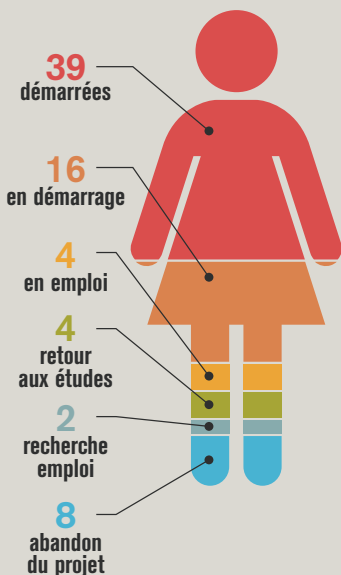 39
démarrées
16
en démarrage
4
en emploi
4
retour
aux études
2
recherche
emploi
8
abandon
du projet